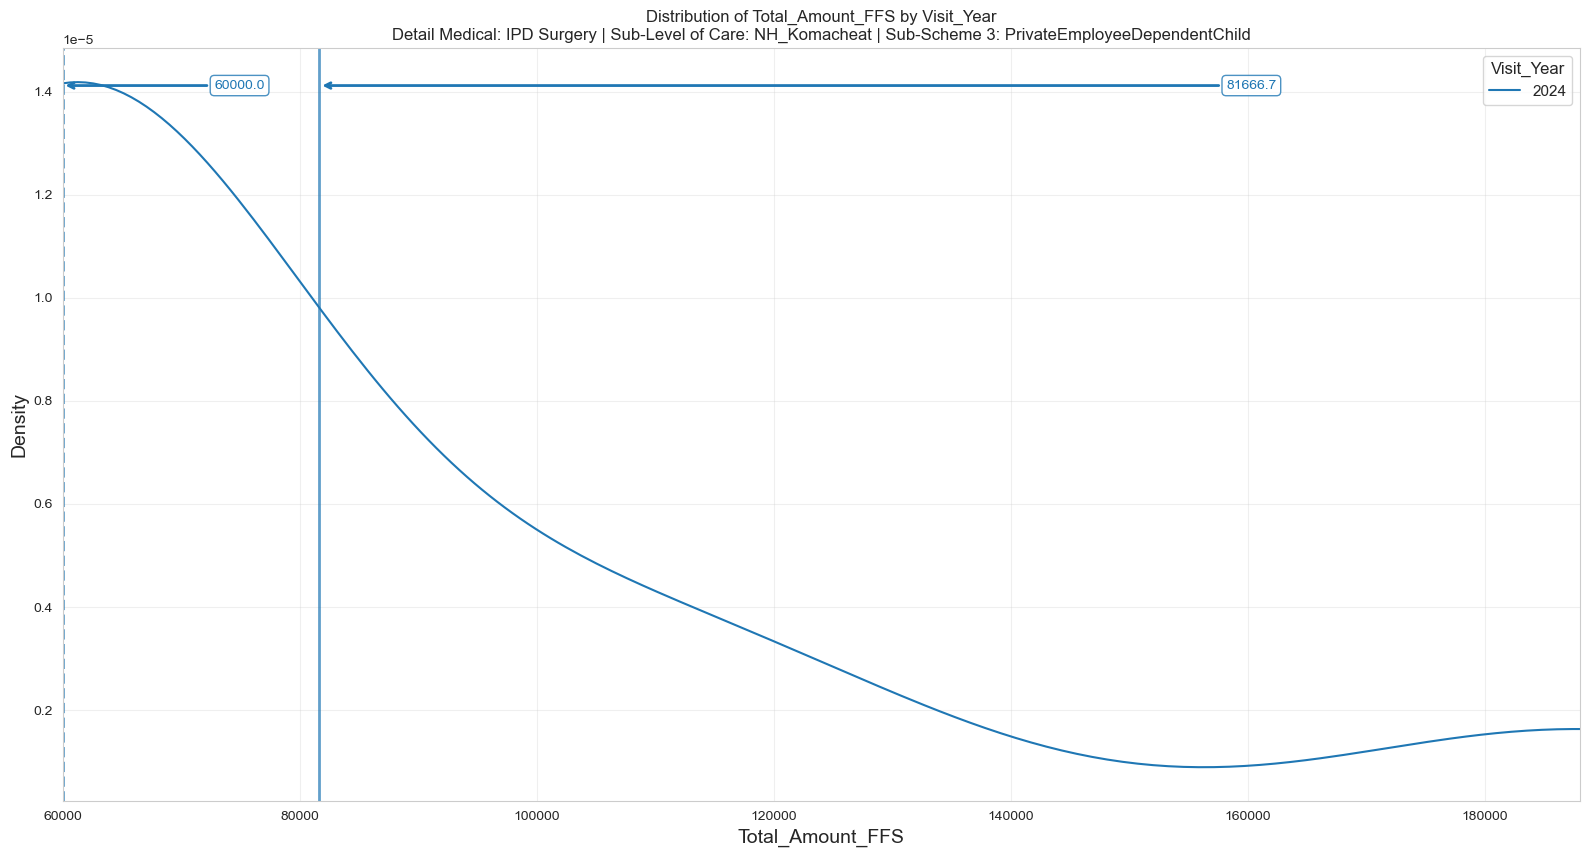 Distribution of Total_Amount_FFS by Visit_Year
Detail Medical: IPD Surgery | Sub-Level of Care: NH_Komacheat | Sub-Scheme 3: PrivateEmployeeDependentChild
1e−5
60000.0
81666.7
Visit_Year
2024
1.4
1.2
1.0
0.8
0.6
0.4
0.2
Density
60000 80000 100000 120000 140000 160000 180000
Total_Amount_FFS